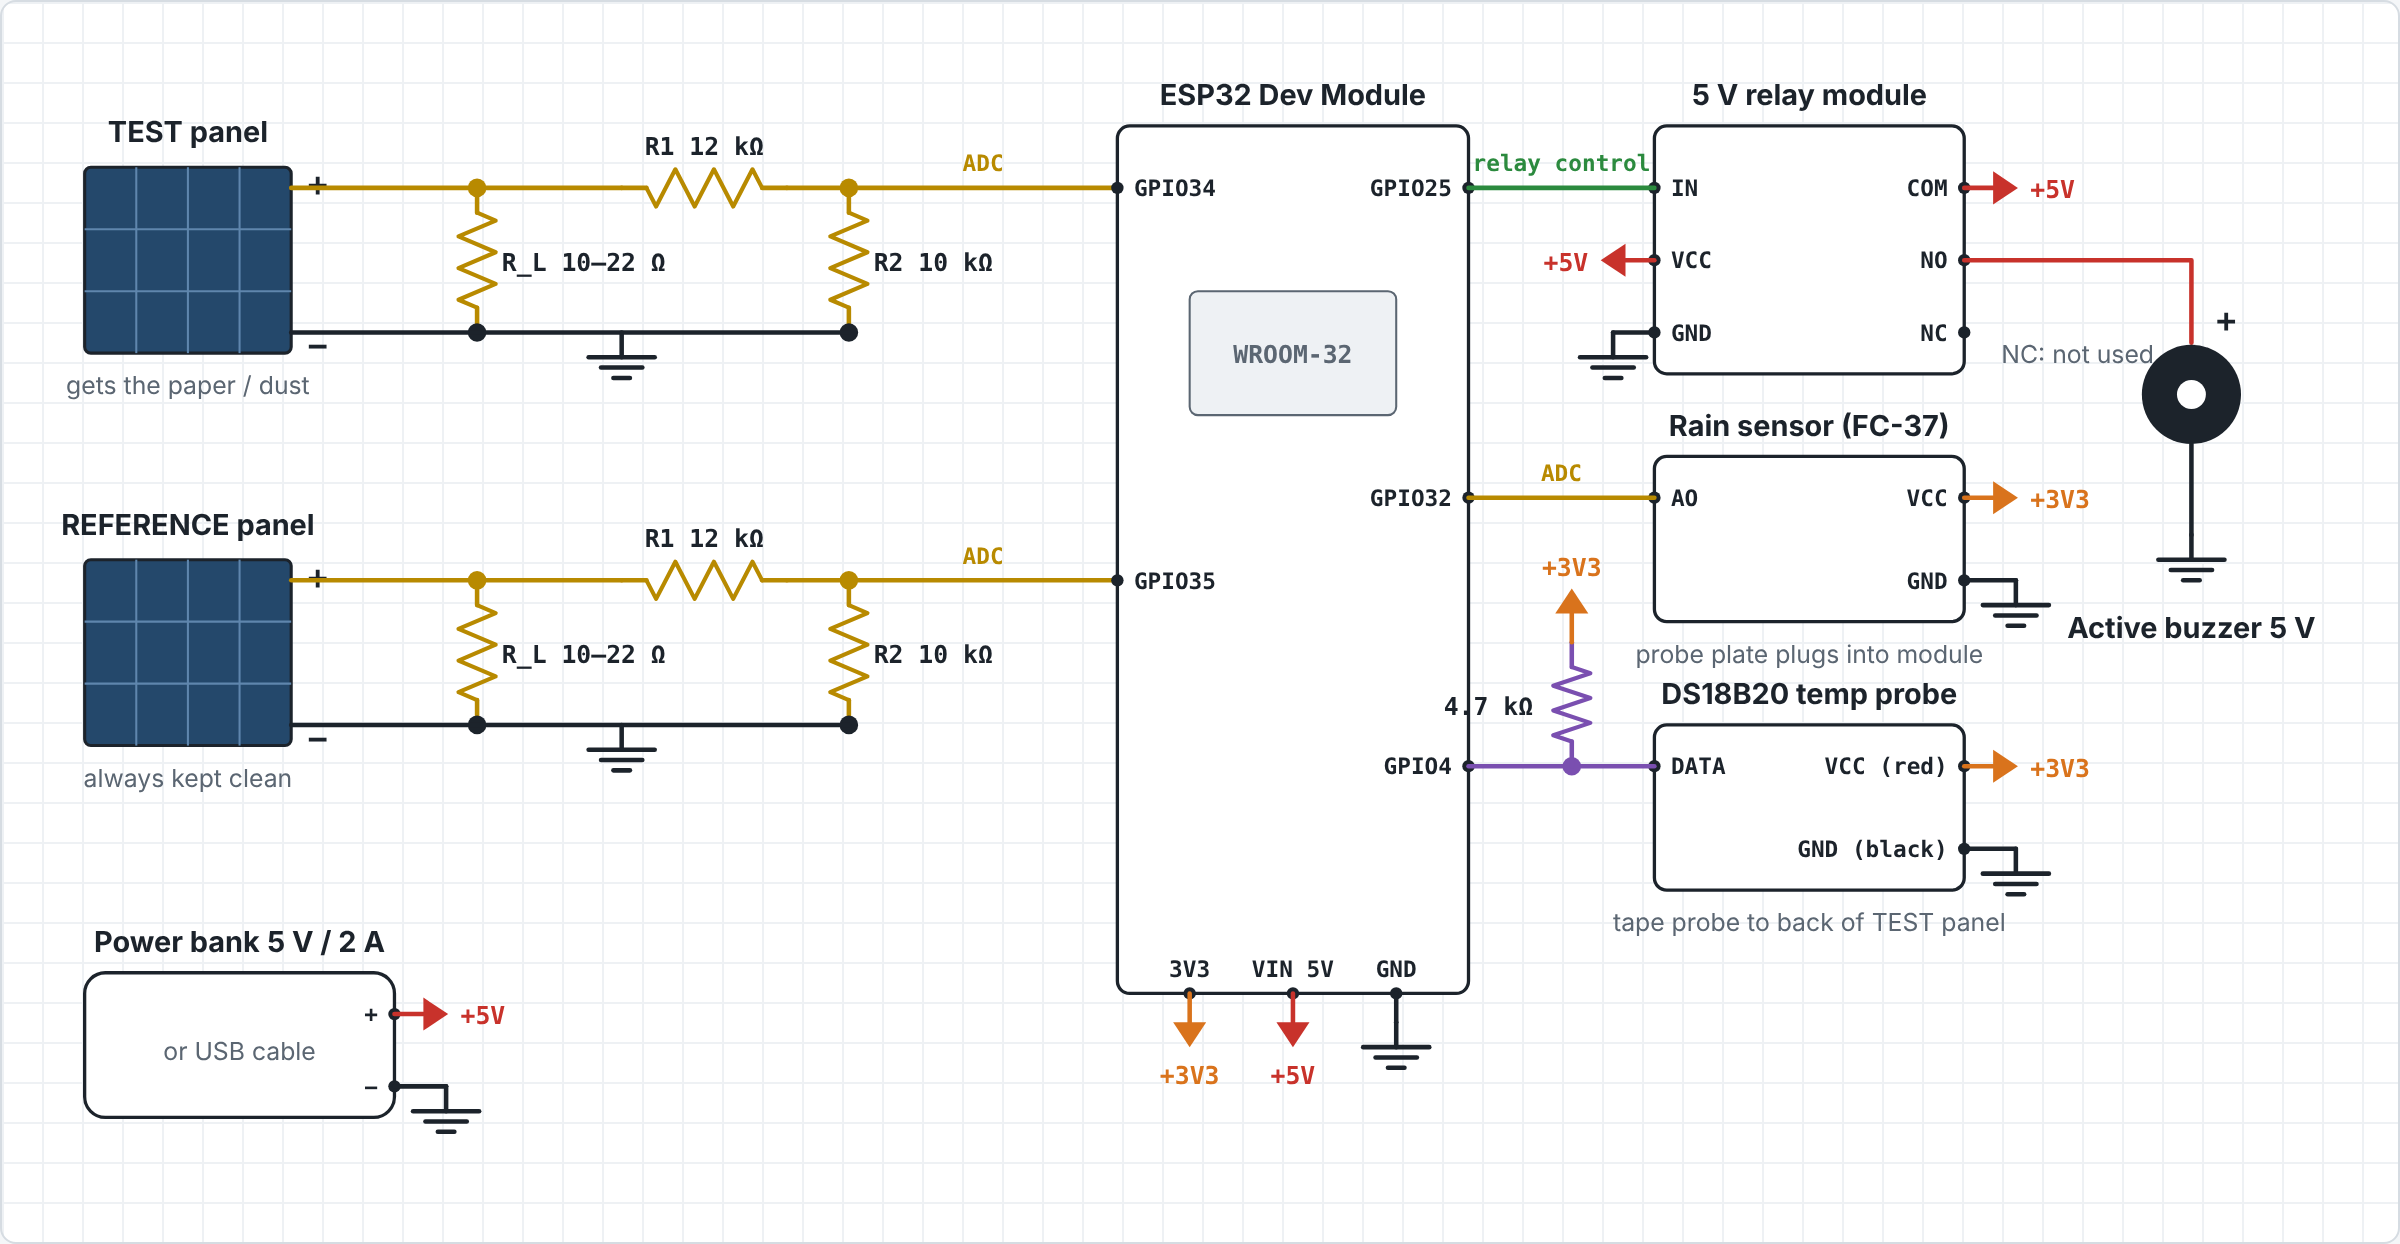 TEST panel
+
R1 12 kΩ
ADC
R_L 10–22 Ω
R2 10 kΩ
−
gets the paper / dust
REFERENCE panel
+
R1 12 kΩ
ADC
R_L 10–22 Ω
R2 10 kΩ
−
always kept clean
Power bank 5 V / 2 A
+
+5V
or USB cable
−
ESP32 Dev Module
GPIO34
GPIO25
WROOM-32
GPIO32
GPIO35
GPIO4
3V3
VIN 5V
GND
+3V3
+5V
relay control
5 V relay module
IN
COM
+5V
+5V
VCC
NO
GND
NC
NC: not used
+
Active buzzer 5 V
Rain sensor (FC-37)
ADC
AO
VCC
+3V3
GND
probe plate plugs into module
+3V3
4.7 kΩ
DS18B20 temp probe
DATA
VCC (red)
+3V3
GND (black)
tape probe to back of TEST panel